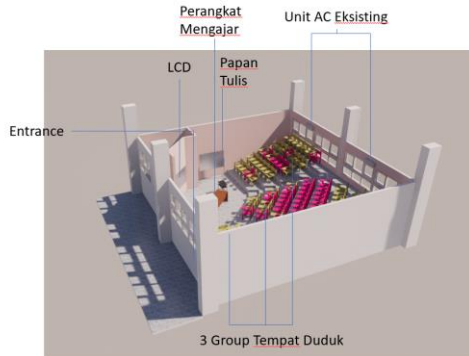 Perangkat
Mengajar
Unit AC Eksisting
LCD
Papan
Tulis
Entrance
3 Group Tempat Duduk